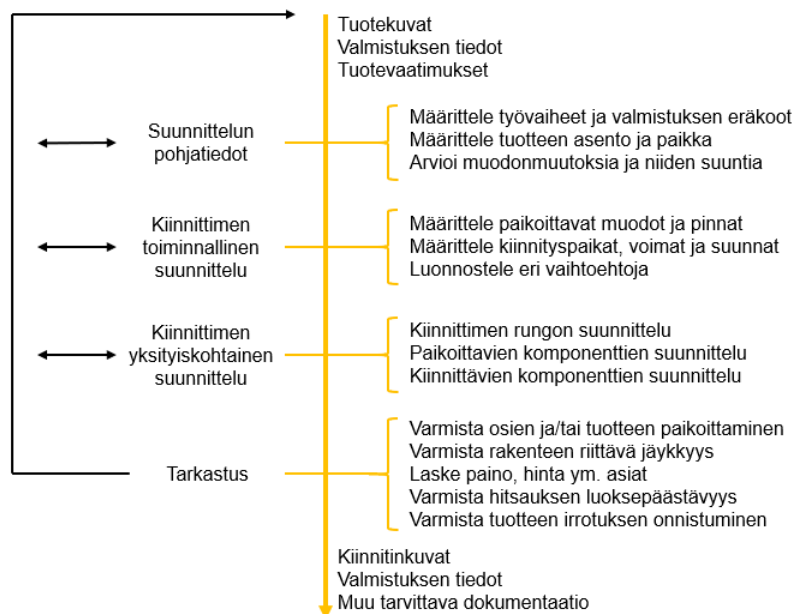 Tuotekuvat
Valmistuksen tiedot
Tuotevaatimukset
Suunnittelun
pohjatiedot
Määrittele työvaiheet ja valmistuksen eräkoot
Määrittele tuotteen asento ja paikka
Arvioi muodonmuutoksia ja niiden suuntia
Kiinnittimen
toiminnallinen
suunnittelu
Määrittele paikoittavat muodot ja pinnat
Määrittele kiinnityspaikat, voimat ja suunnat
Luonnostele eri vaihtoehtoja
Kiinnittimen
yksityiskohtainen
suunnittelu
Kiinnittimen rungon suunnittelu
Paikoittavien komponenttien suunnittelu
Kiinnittävien komponenttien suunnittelu
Tarkastus
Varmista osien ja/tai tuotteen paikoittaminen
Varmista rakenteen riittävä jäykkyys
Laske paino, hinta ym. asiat
Varmista hitsauksen luoksepäästävyys
Varmista tuotteen irrotuksen onnistuminen
Kiinnitinkuvat
Valmistuksen tiedot
Muu tarvittava dokumentaatio